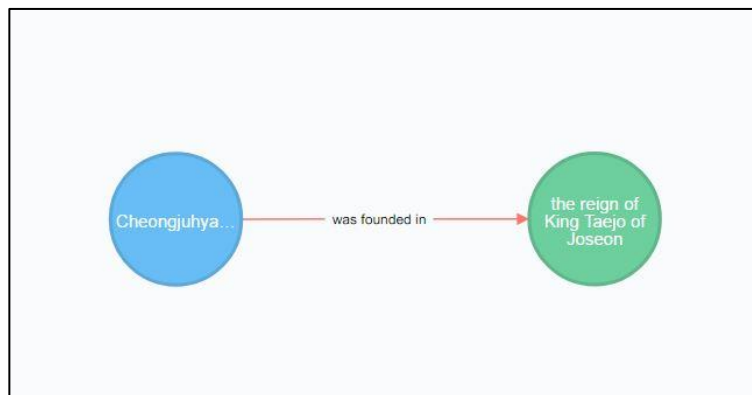 Cheongjuhya...
was founded in
the reign of
King Taejo of
Joseon